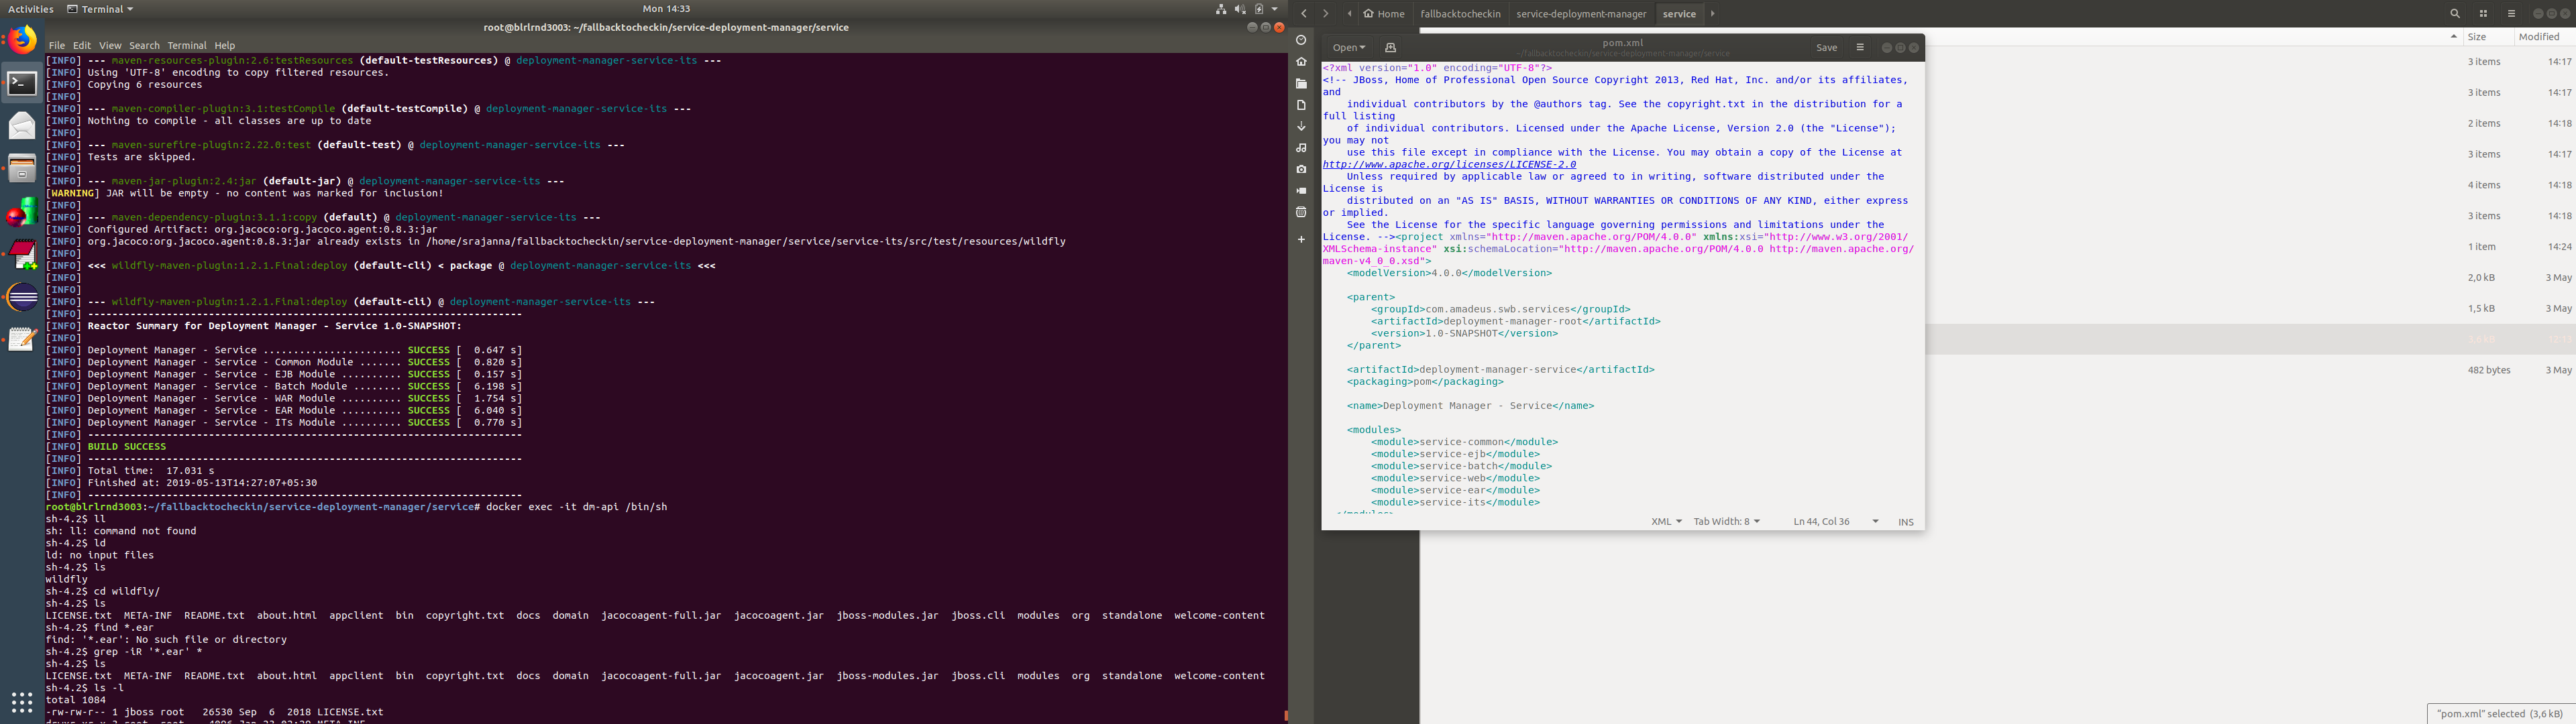 Activities Terminal Mon 14:33
root@blrlrnd3003: ~/fallbacktocheckin/service-deployment-manager/service
File Edit View Search Terminal Help
[INFO] --- maven-resources-plugin:2.6:testResources (default-testResources) @ deployment-manager-service-its ---
[INFO] Using 'UTF-8' encoding to copy filtered resources.
[INFO] Copying 6 resources
[INFO]
[INFO] --- maven-compiler-plugin:3.1:testCompile (default-testCompile) @ deployment-manager-service-its ---
[INFO] Nothing to compile - all classes are up to date
[INFO]
[INFO] --- maven-surefire-plugin:2.22.0:test (default-test) @ deployment-manager-service-its ---
[INFO] Tests are skipped.
[INFO]
[INFO] --- maven-jar-plugin:2.4:jar (default-jar) @ deployment-manager-service-its ---
[WARNING] JAR will be empty - no content was marked for inclusion!
[INFO]
[INFO] --- maven-dependency-plugin:3.1.1:copy (default) @ deployment-manager-service-its ---
[INFO] Configured Artifact: org.jacoco:org.jacoco.agent:0.8.3:jar
[INFO] org.jacoco:org.jacoco.agent:0.8.3:jar already exists in /home/srajanna/fallbacktocheckin/service-deployment-manager/service/service-its/src/test/resources/wildfly
[INFO]
[INFO] <<< wildfly-maven-plugin:1.2.1.Final:deploy (default-cli) < package @ deployment-manager-service-its <<<
[INFO]
[INFO]
[INFO] --- wildfly-maven-plugin:1.2.1.Final:deploy (default-cli) @ deployment-manager-service-its ---
[INFO] ------------------------------------------------------------------------
[INFO] Reactor Summary for Deployment Manager - Service 1.0-SNAPSHOT:
[INFO]
[INFO] Deployment Manager - Service ....................... SUCCESS [  0.647 s]
[INFO] Deployment Manager - Service - Common Module ....... SUCCESS [  0.820 s]
[INFO] Deployment Manager - Service - EJB Module .......... SUCCESS [  0.157 s]
[INFO] Deployment Manager - Service - Batch Module ........ SUCCESS [  6.198 s]
[INFO] Deployment Manager - Service - WAR Module .......... SUCCESS [  1.754 s]
[INFO] Deployment Manager - Service - EAR Module .......... SUCCESS [  6.040 s]
[INFO] Deployment Manager - Service - ITs Module .......... SUCCESS [  0.770 s]
[INFO] ------------------------------------------------------------------------
[INFO] BUILD SUCCESS
[INFO] ------------------------------------------------------------------------
[INFO] Total time:  17.031 s
[INFO] Finished at: 2019-05-13T14:27:07+05:30
[INFO] ------------------------------------------------------------------------
root@blrlrnd3003:~/fallbacktocheckin/service-deployment-manager/service# docker exec -it dm-api /bin/sh
sh-4.2$ ll
sh: ll: command not found
sh-4.2$ ld
ld: no input files
sh-4.2$ ls
wildfly
sh-4.2$ cd wildfly/
sh-4.2$ ls
LICENSE.txt  META-INF  README.txt  about.html  appclient  bin  copyright.txt  docs  domain  jacocoagent-full.jar  jacocoagent.jar  jboss-modules.jar  jboss.cli  modules  org  standalone  welcome-content
sh-4.2$ find *.ear
find: '*.ear': No such file or directory
sh-4.2$ grep -iR '*.ear' *
sh-4.2$ ls
LICENSE.txt  META-INF  README.txt  about.html  appclient  bin  copyright.txt  docs  domain  jacocoagent-full.jar  jacocoagent.jar  jboss-modules.jar  jboss.cli  modules  org  standalone  welcome-content
sh-4.2$ ls -l
total 1084
-rw-rw-r-- 1 jboss root   26530 Sep  6  2018 LICENSE.txt
Home fallbacktocheckin service-deployment-manager service
Size Modified
Open pom.xml Save
~/fallbacktocheckin/service-deployment-manager/service
<?xml version="1.0" encoding="UTF-8"?>
<!-- JBoss, Home of Professional Open Source Copyright 2013, Red Hat, Inc. and/or its affiliates,
and
individual contributors by the @authors tag. See the copyright.txt in the distribution for a
full listing
of individual contributors. Licensed under the Apache License, Version 2.0 (the "License");
you may not
use this file except in compliance with the License. You may obtain a copy of the License at
http://www.apache.org/licenses/LICENSE-2.0
Unless required by applicable law or agreed to in writing, software distributed under the
License is
distributed on an "AS IS" BASIS, WITHOUT WARRANTIES OR CONDITIONS OF ANY KIND, either express
or implied.
See the License for the specific language governing permissions and limitations under the
License. --><project xmlns="http://maven.apache.org/POM/4.0.0" xmlns:xsi="http://www.w3.org/2001/
XMLSchema-instance" xsi:schemaLocation="http://maven.apache.org/POM/4.0.0 http://maven.apache.org/
maven-v4_0_0.xsd">
<modelVersion>4.0.0</modelVersion>
<parent>
<groupId>com.amadeus.swb.services</groupId>
<artifactId>deployment-manager-root</artifactId>
<version>1.0-SNAPSHOT</version>
</parent>
<artifactId>deployment-manager-service</artifactId>
<packaging>pom</packaging>
<name>Deployment Manager - Service</name>
<modules>
<module>service-common</module>
<module>service-ejb</module>
<module>service-batch</module>
<module>service-web</module>
<module>service-ear</module>
<module>service-its</module>
XML Tab Width: 8 Ln 44, Col 36 INS
3 items 14:17
3 items 14:17
2 items 14:18
3 items 14:17
4 items 14:18
3 items 14:18
1 item 14:24
2,0 kB 3 May
1,5 kB 3 May
482 bytes 3 May
"pom.xml" selected (3,6 kB)